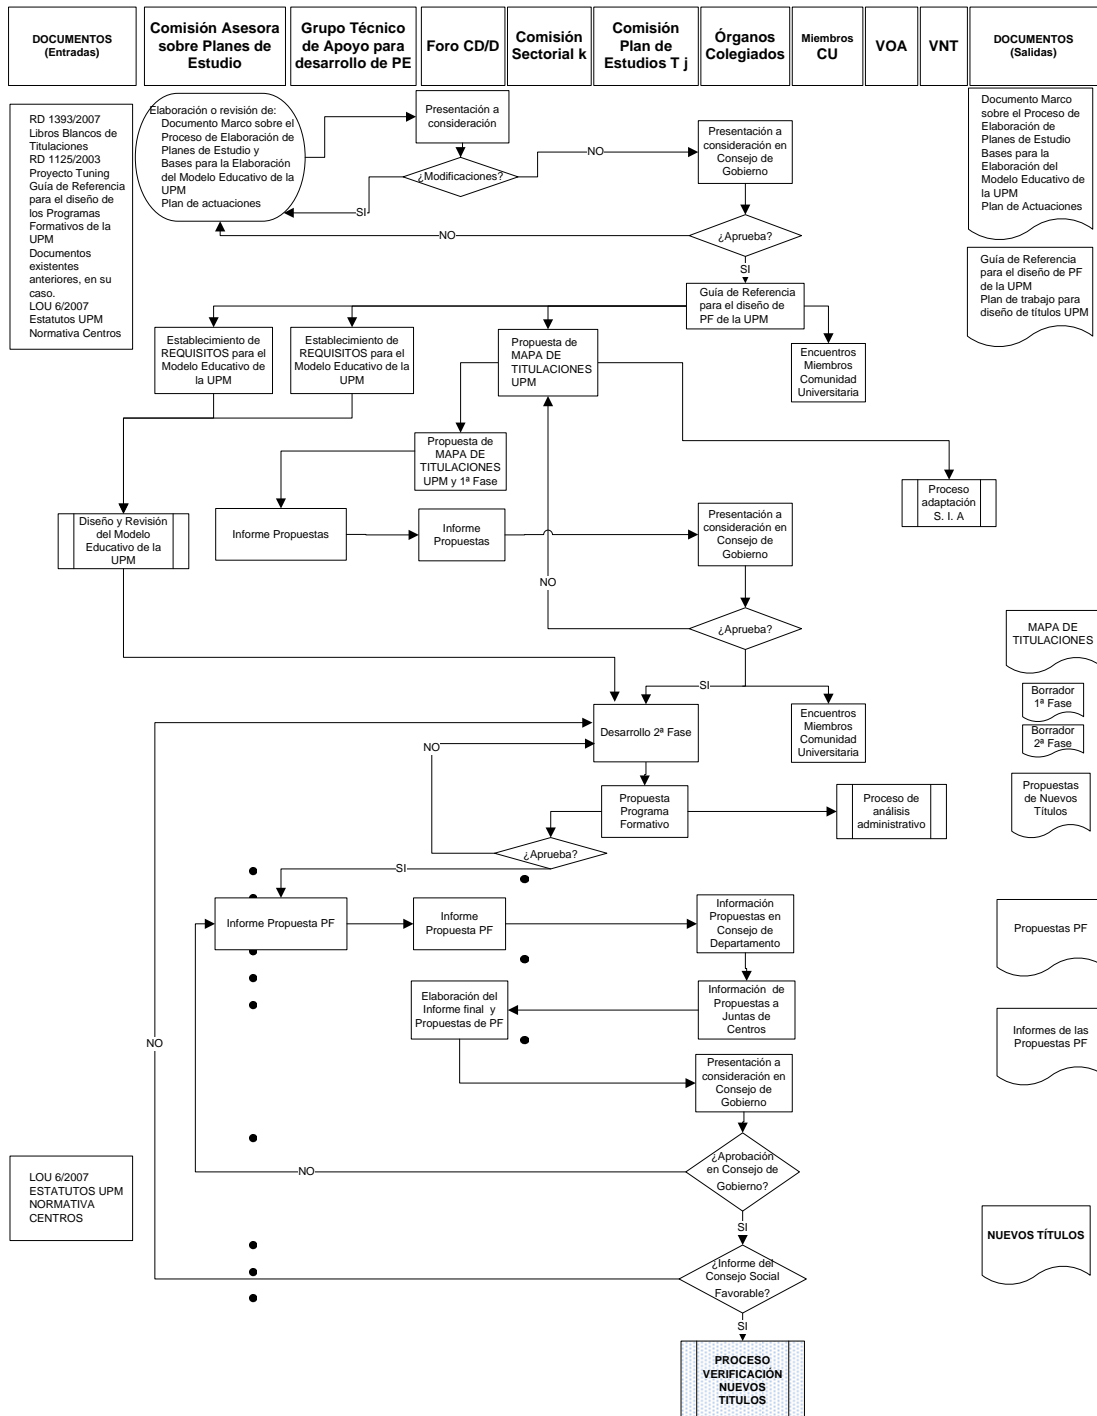 DOCUMENTOS
(Entradas)
Comisión Asesora
sobre Planes de
Estudio
Grupo Técnico
de Apoyo para
desarrollo de PE
Foro CD/D
Comisión
Sectorial k
Comisión
Plan de
Estudios T j
Órganos
Colegiados
Miembros
CU
VOA
VNT
DOCUMENTOS
(Salidas)
RD 1393/2007
Libros Blancos de
Titulaciones
RD 1125/2003
Proyecto Tuning
Guía de Referencia
para el diseño de
los Programas
Formativos de la
UPM
Documentos
existentes
anteriores, en su
caso.
LOU 6/2007
Estatutos UPM
Normativa Centros
Elaboración o revisión de:
Documento Marco sobre el
Proceso de Elaboración de
Planes de Estudio y
Bases para la Elaboración
del Modelo Educativo de la
UPM
Plan de actuaciones
Presentación a
consideración
¿Modificaciones?
NO
SI
Presentación a
consideración en
Consejo de
Gobierno
¿Aprueba?
NO
SI
Documento Marco
sobre el Proceso de
Elaboración de
Planes de Estudio
Bases para la
Elaboración del
Modelo Educativo de
la UPM
Plan de Actuaciones
Guía de Referencia
para el diseño de PF
de la UPM
Plan de trabajo para
diseño de títulos UPM
Guía de Referencia
para el diseño de
PF de la UPM
Establecimiento de
REQUISITOS para el
Modelo Educativo de
la UPM
Establecimiento de
REQUISITOS para el
Modelo Educativo de la
UPM
Propuesta de
MAPA DE
TITULACIONES
UPM
Encuentros
Miembros
Comunidad
Universitaria
Propuesta de
MAPA DE
TITULACIONES
UPM y 1ª Fase
Proceso
adaptación
S. I. A
Diseño y Revisión
del Modelo
Educativo de la
UPM
Informe Propuestas
Informe
Propuestas
Presentación a
consideración en
Consejo de
Gobierno
NO
¿Aprueba?
SI
MAPA DE
TITULACIONES
Borrador
1ª Fase
Borrador
2ª Fase
Desarrollo 2ª Fase
Encuentros
Miembros
Comunidad
Universitaria
NO
Propuesta
Programa
Formativo
Proceso de
análisis
administrativo
Propuestas
de Nuevos
Títulos
¿Aprueba?
SI
Informe Propuesta PF
Informe
Propuesta PF
Información
Propuestas en
Consejo de
Departamento
Propuestas PF
Elaboración del
Informe final y
Propuestas de PF
Información de
Propuestas a
Juntas de
Centros
Informes de las
Propuestas PF
NO
Presentación a
consideración en
Consejo de
Gobierno
¿Aprobación
en Consejo de
Gobierno?
NO
SI
LOU 6/2007
ESTATUTOS UPM
NORMATIVA
CENTROS
NUEVOS TÍTULOS
¿Informe del
Consejo Social
Favorable?
SI
PROCESO
VERIFICACIÓN
NUEVOS
TITULOS